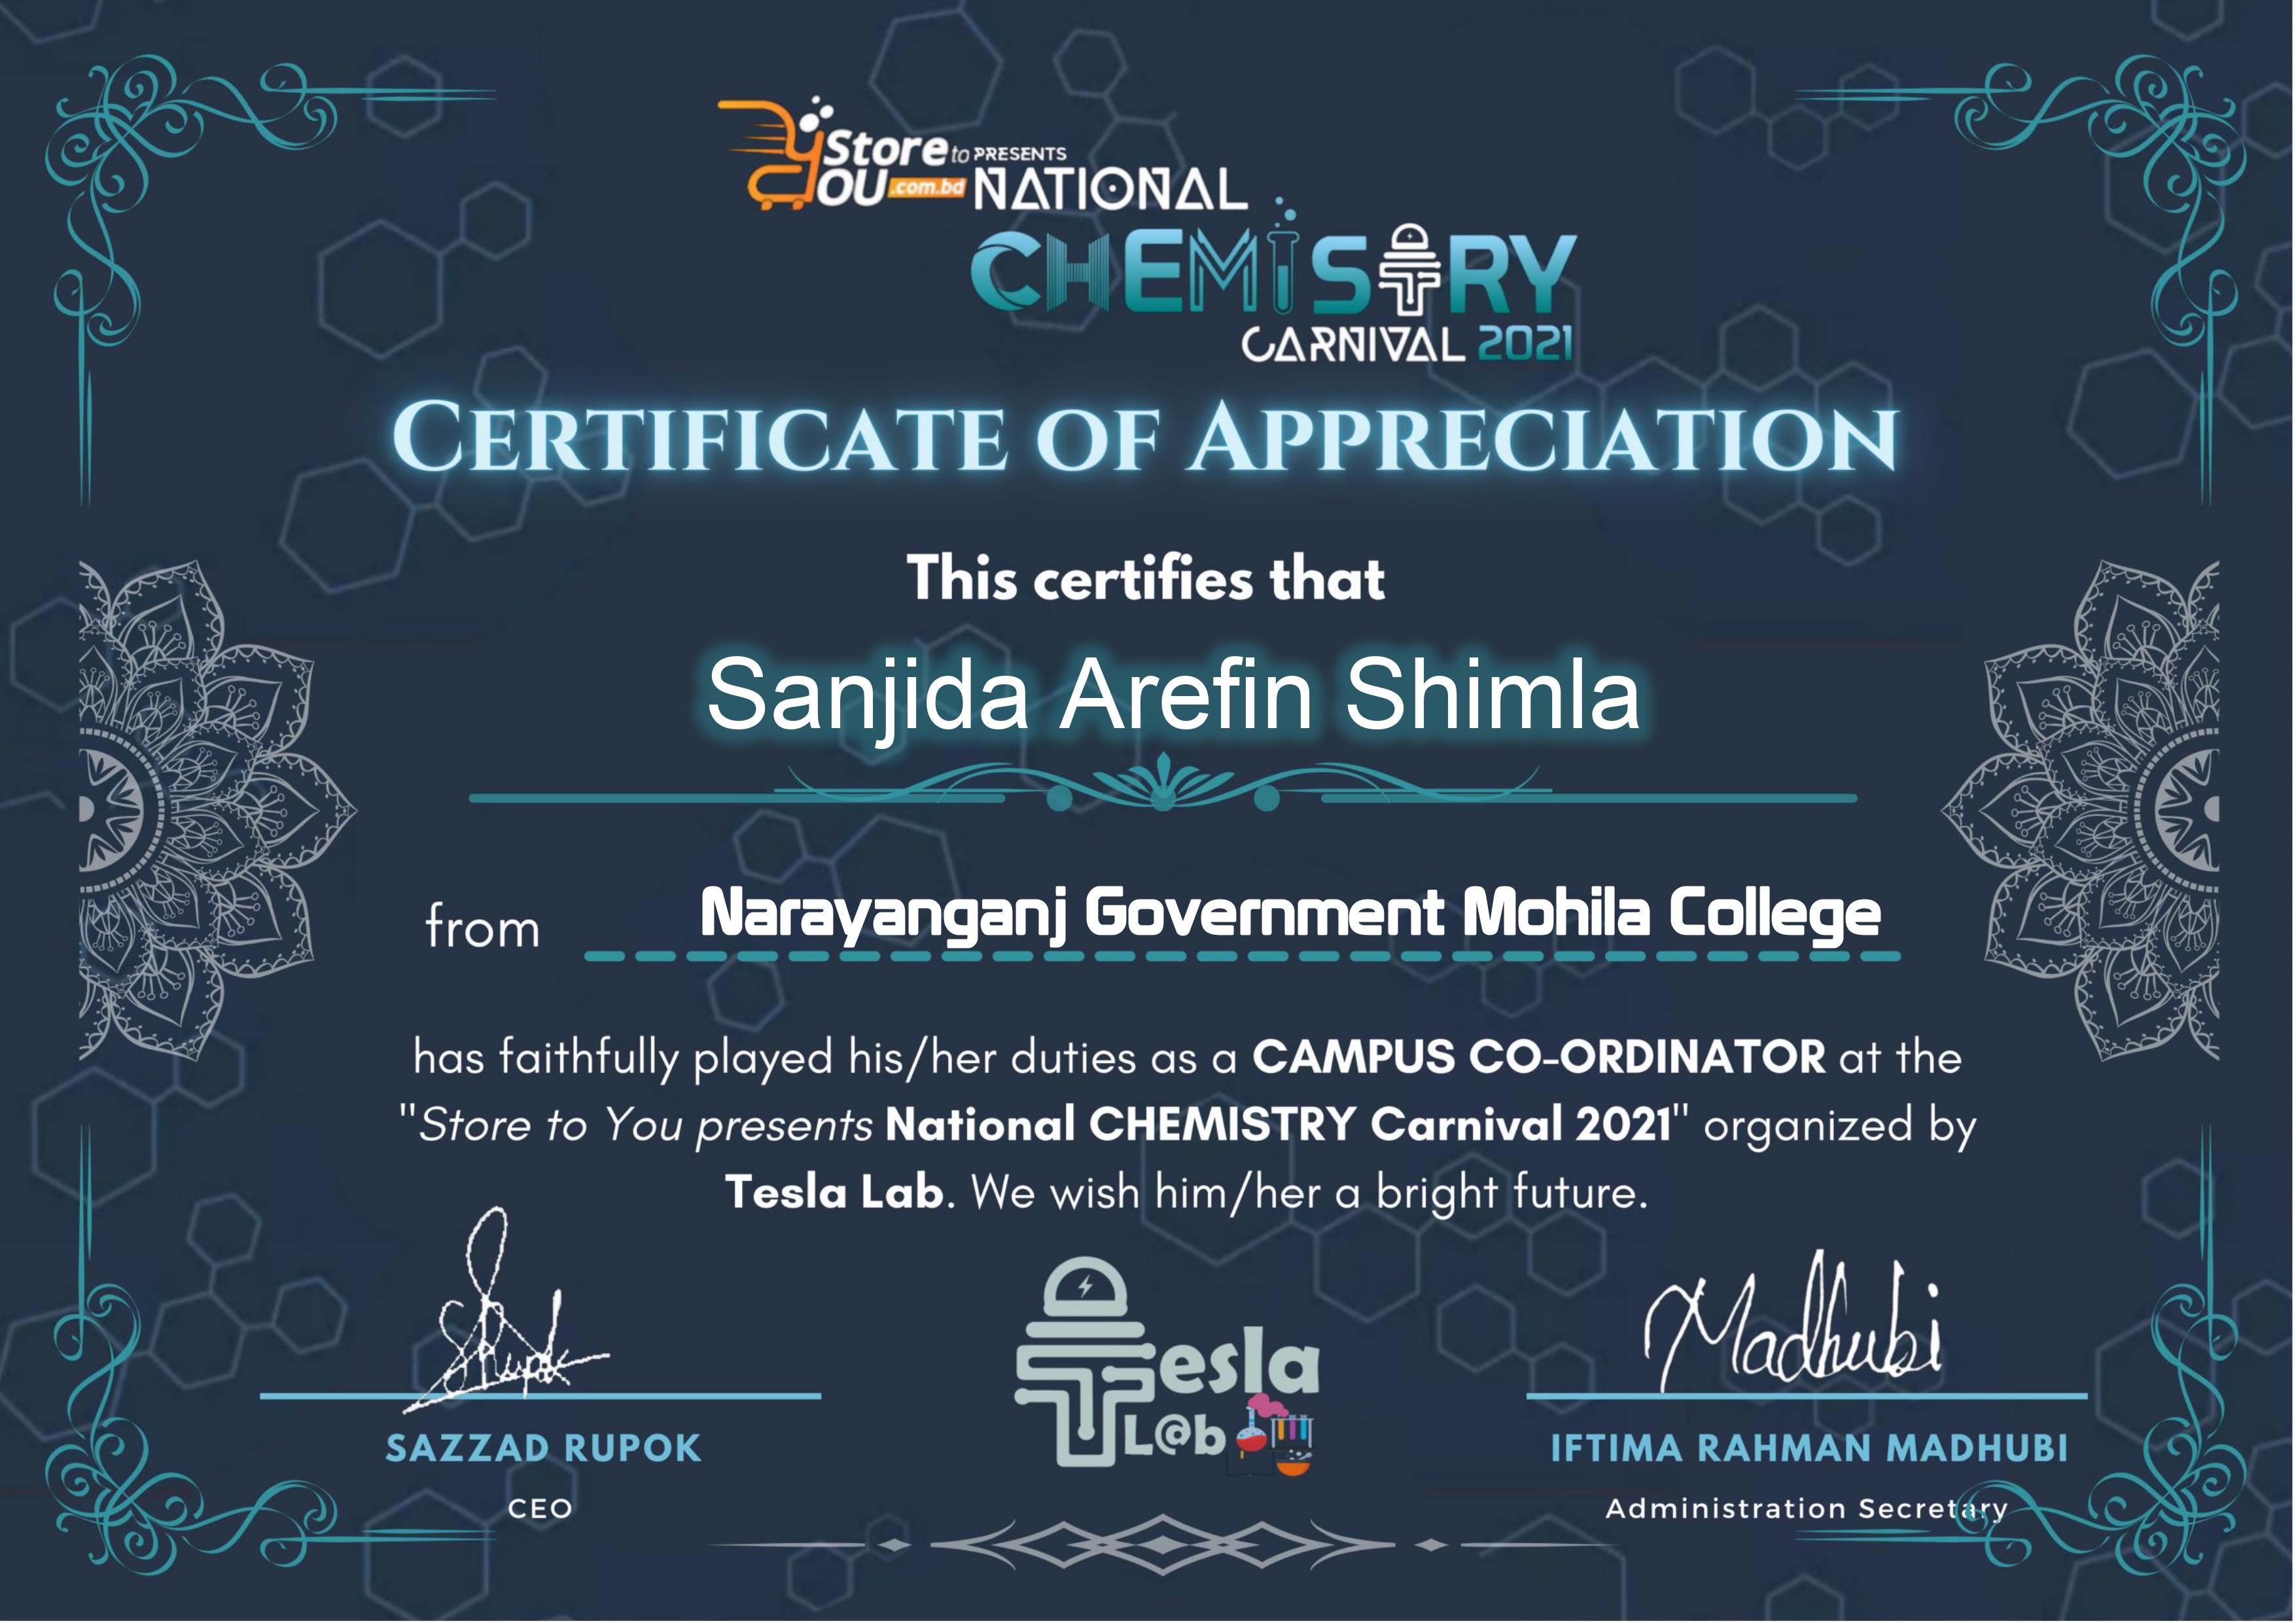 Store to PRESENTS
YOU .com.bd NATIONAL
CHEMISTRY
CARNIVAL 2021
CERTIFICATE OF APPRECIATION
This certifies that
Sanjida Arefin Shimla
from Narayanganj Government Mohila College
has faithfully played his/her duties as a CAMPUS CO-ORDINATOR at the
"Store to You presents National CHEMISTRY Carnival 2021" organized by
Tesla Lab. We wish him/her a bright future.
SRupok
Madhubi
Tesla
L@b
SAZZAD RUPOK
IFTIMA RAHMAN MADHUBI
CEO
Administration Secretary